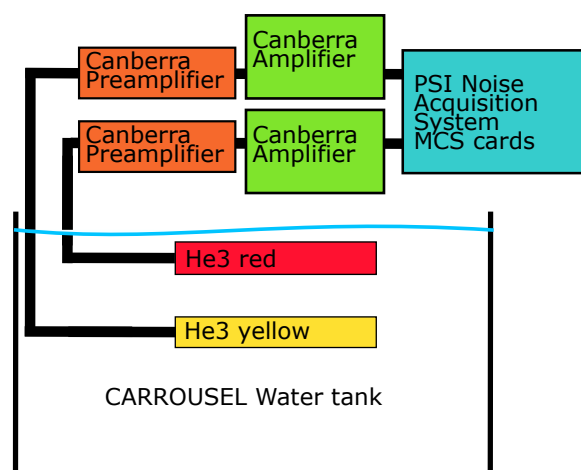 Canberra
Preamplifier
Canberra
Amplifier
PSI Noise
Acquisition
System
MCS cards
Canberra
Preamplifier
Canberra
Amplifier
He3 red
He3 yellow
CARROUSEL Water tank